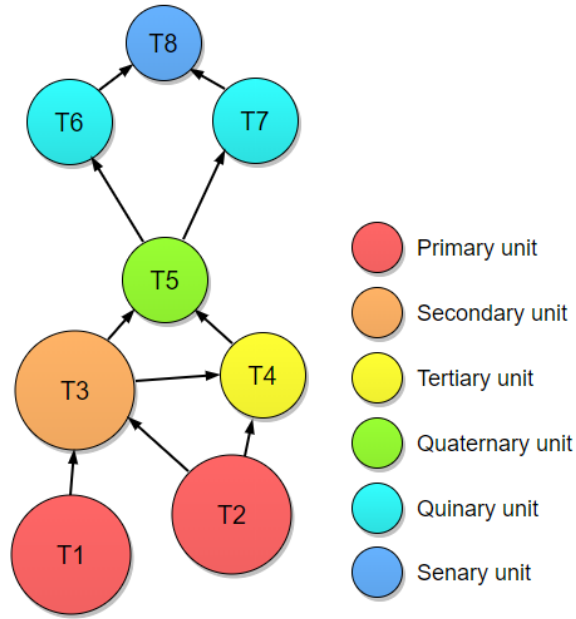 T8
T6
T7
T5
T3
T4
T2
T1
Primary unit
Secondary unit
Tertiary unit
Quaternary unit
Quinary unit
Senary unit